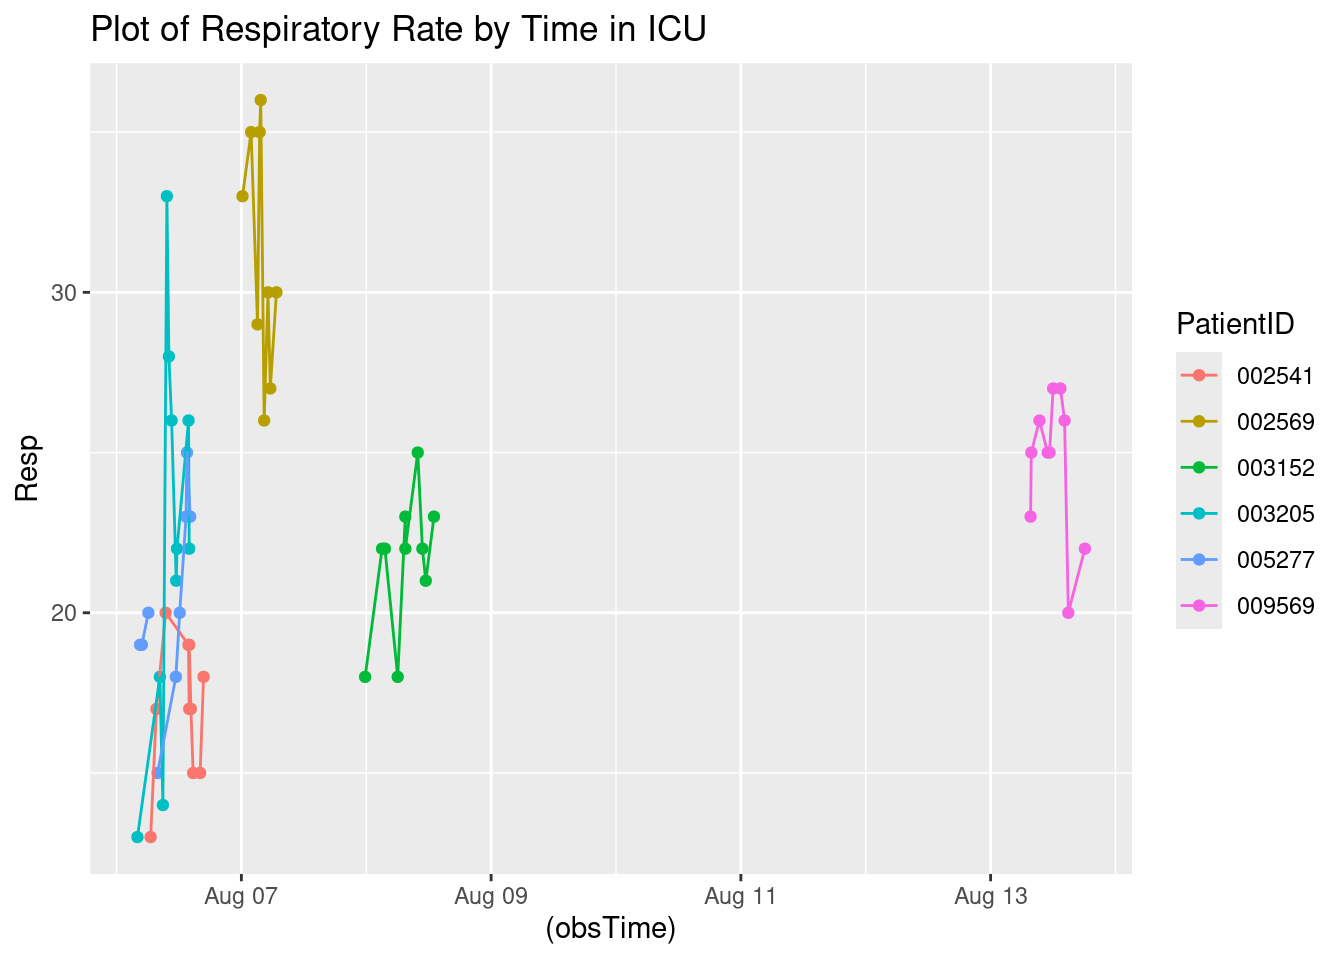 Plot of Respiratory Rate by Time in ICU
Resp
30
20
Aug 07
Aug 09
Aug 11
Aug 13
(obsTime)
PatientID
002541
002569
003152
003205
005277
009569